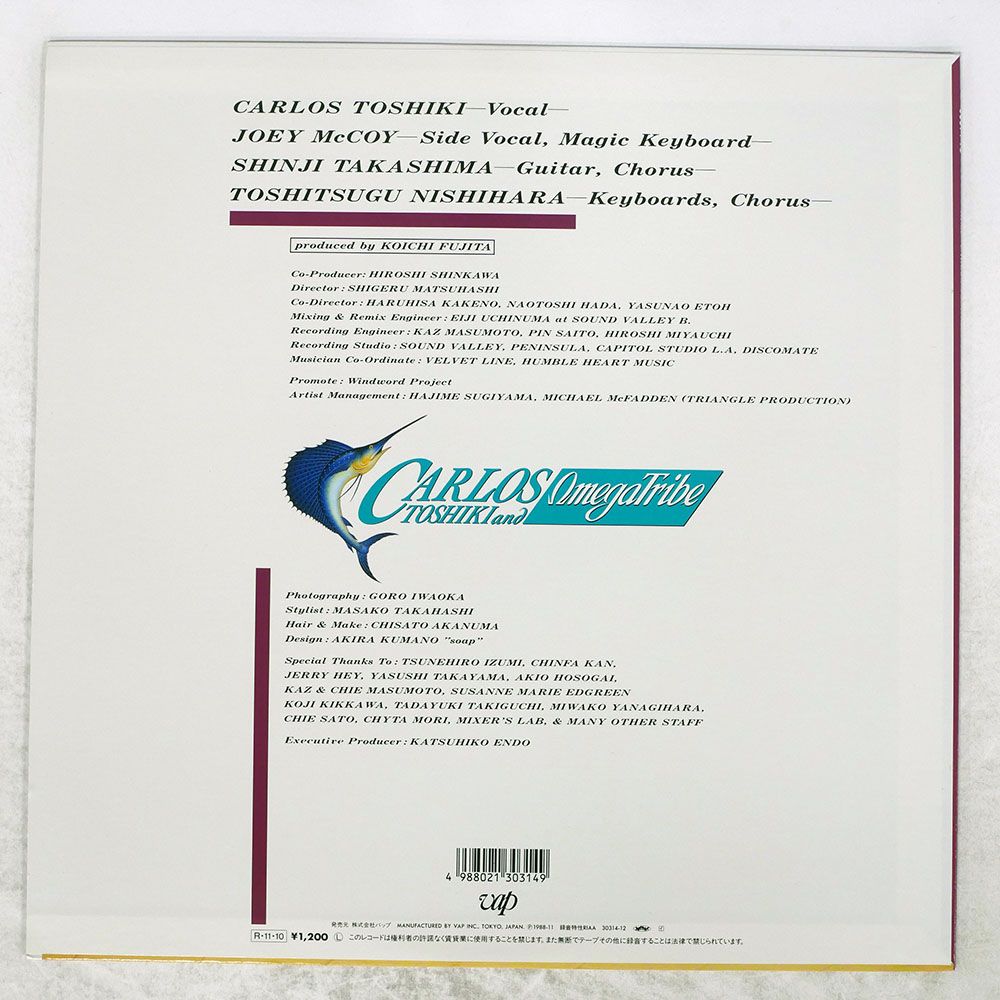 CARLOS TOSHIKI—Vocal—
JOEY McCOY—Side Vocal, Magic Keyboard—
SHINJI TAKASHIMA—Guitar, Chorus—
TOSHITSUGU NISHIHARA—Keyboards, Chorus—
produced by KOICHI FUJITA
Co-Producer: HIROSHI SHINKAWA
Director: SHIGERU MATSUHASHI
Co-Director: HARUHISA KAKENO, NAOTOSHI HADA, YASUNAO ETOH
Mixing & Remix Engineer: EIJI UCHINUMA at SOUND VALLEY B.
Recording Engineer: KAZ MASUMOTO, PIN SAITO, HIROSHI MIYAUCHI
Recording Studio: SOUND VALLEY, PENINSULA, CAPITOL STUDIO L.A, DISCOMATE
Musician Co-Ordinate: VELVET LINE, HUMBLE HEART MUSIC
Promote: Windword Project
Artist Management: HAJIME SUGIYAMA, MICHAEL McFADDEN (TRIANGLE PRODUCTION)
CARLOS TOSHIKI and OmegaTribe
Photography: GORO IWAOKA
Stylist: MASAKO TAKAHASHI
Hair & Make: CHISATO AKANUMA
Design: AKIRA KUMANO "soap"
Special Thanks To: TSUNEHIRO IZUMI, CHINFA KAN,
JERRY HEY, YASUSHI TAKAYAMA, AKIO HOSOGAI,
KAZ & CHIE MASUMOTO, SUSANNE MARIE EDGREEN
KOJI KIKKAWA, TADAYUKI TAKIGUCHI, MIWAKO YANAGIHARA,
CHIE SATO, CHYTA MORI, MIXER'S LAB, & MANY OTHER STAFF
Executive Producer: KATSUHIKO ENDO
4 988021 303149
vap
発売元 株式会社バップ MANUFACTURED BY VAP INC., TOKYO, JAPAN. Ⓟ1988-11 録音特性RIAA 30314-12
R-11-10 ¥1,200 Ⓛ このレコードは権利者の許諾なく賃貸業に使用することを禁じます。また無断でテープその他に録音することは法律で禁じられています。